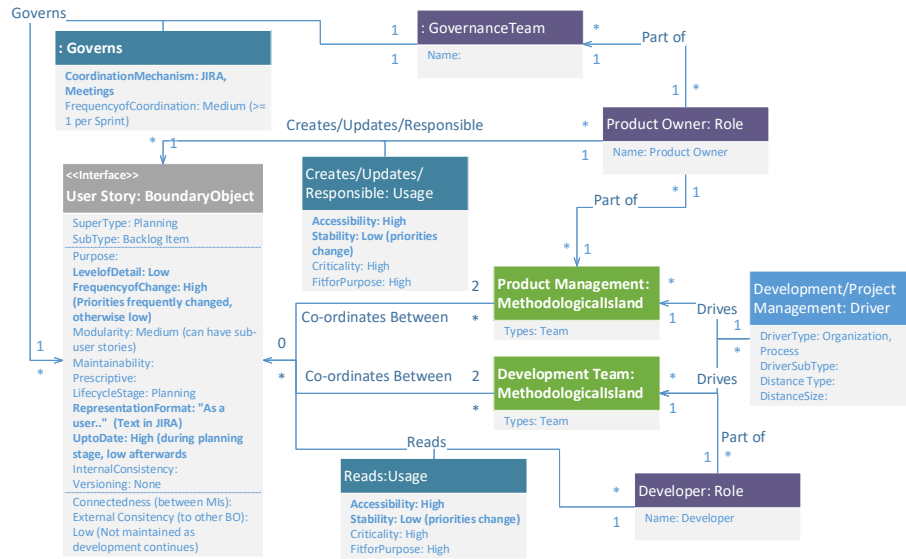 Governs
: Governs
CoordinationMechanism: JIRA,
Meetings
FrequencyofCoordination: Medium (>=
1 per Sprint)
1
1
: GovernanceTeam
Name:
*
1
Part of
1 *
Creates/Updates/Responsible
* 1
*
1
Product Owner: Role
Name: Product Owner
*
1
Part of
* 1
<<Interface>>
User Story: BoundaryObject
SuperType: Planning
SubType: Backlog Item
Purpose:
LevelofDetail: Low
FrequencyofChange: High
(Priorities frequently changed,
otherwise low)
Modularity: Medium (can have sub-
user stories)
Maintainability:
Prescriptive:
LifecycleStage: Planning
RepresentationFormat: "As a
user.." (Text in JIRA)
UptoDate: High (during planning
stage, low afterwards
InternalConsistency:
Versioning: None
Connectedness (between MIs):
External Consitency (to other BO):
Low (Not maintained as
development continues)
1
*
Creates/Updates/
Responsible: Usage
Accessibility: High
Stability: Low (priorities
change)
Criticality: High
FitforPurpose: High
2
Co-ordinates Between *
0
*
Product Management:
MethodologicalIsland
Types: Team
*
1
Drives
1
*
Development/Project
Management: Driver
DriverType: Organization,
Process
DriverSubType:
Distance Type:
DistanceSize:
Co-ordinates Between 2
*
Development Team:
MethodologicalIsland
Types: Team
*
1
Drives
Part of
1 *
Reads
Reads:Usage
Accessibility: High
Stability: Low (priorities change)
Criticality: High
FitforPurpose: High
*
1
Developer: Role
Name: Developer